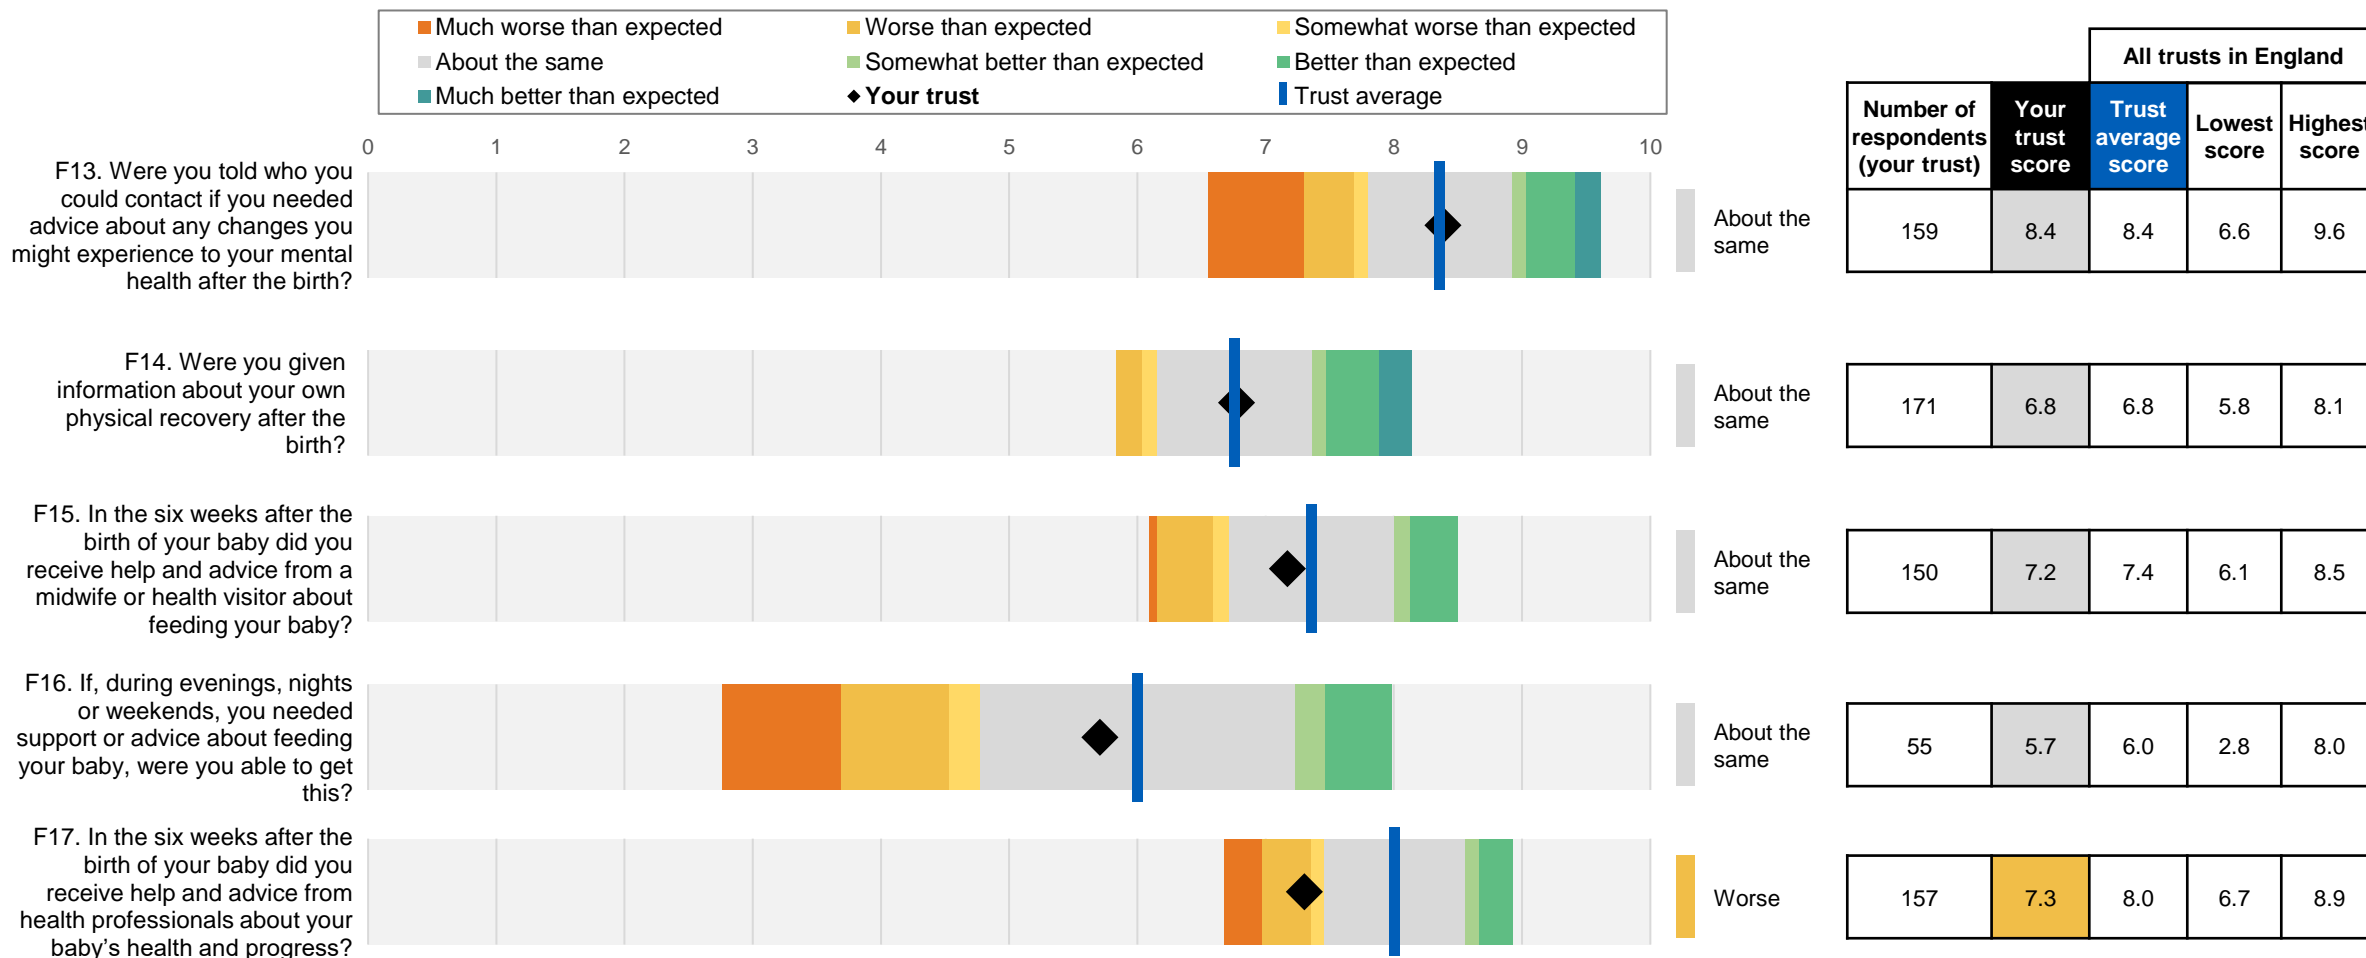 Much worse than expected
Worse than expected
Somewhat worse than expected
About the same
Somewhat better than expected
Better than expected
Much better than expected
Your trust
Trust average
All trusts in England
Number of respondents (your trust)
Your trust score
Trust average score
Lowest score
Highest score
0 1 2 3 4 5 6 7 8 9 10
F13. Were you told who you
could contact if you needed
advice about any changes you
might experience to your mental
health after the birth?
About the
same
159 8.4 8.4 6.6 9.6
F14. Were you given
information about your own
physical recovery after the
birth?
About the
same
171 6.8 6.8 5.8 8.1
F15. In the six weeks after the
birth of your baby did you
receive help and advice from a
midwife or health visitor about
feeding your baby?
About the
same
150 7.2 7.4 6.1 8.5
F16. If, during evenings, nights
or weekends, you needed
support or advice about feeding
your baby, were you able to get
this?
About the
same
55 5.7 6.0 2.8 8.0
F17. In the six weeks after the
birth of your baby did you
receive help and advice from
health professionals about your
baby's health and progress?
Worse
157 7.3 8.0 6.7 8.9